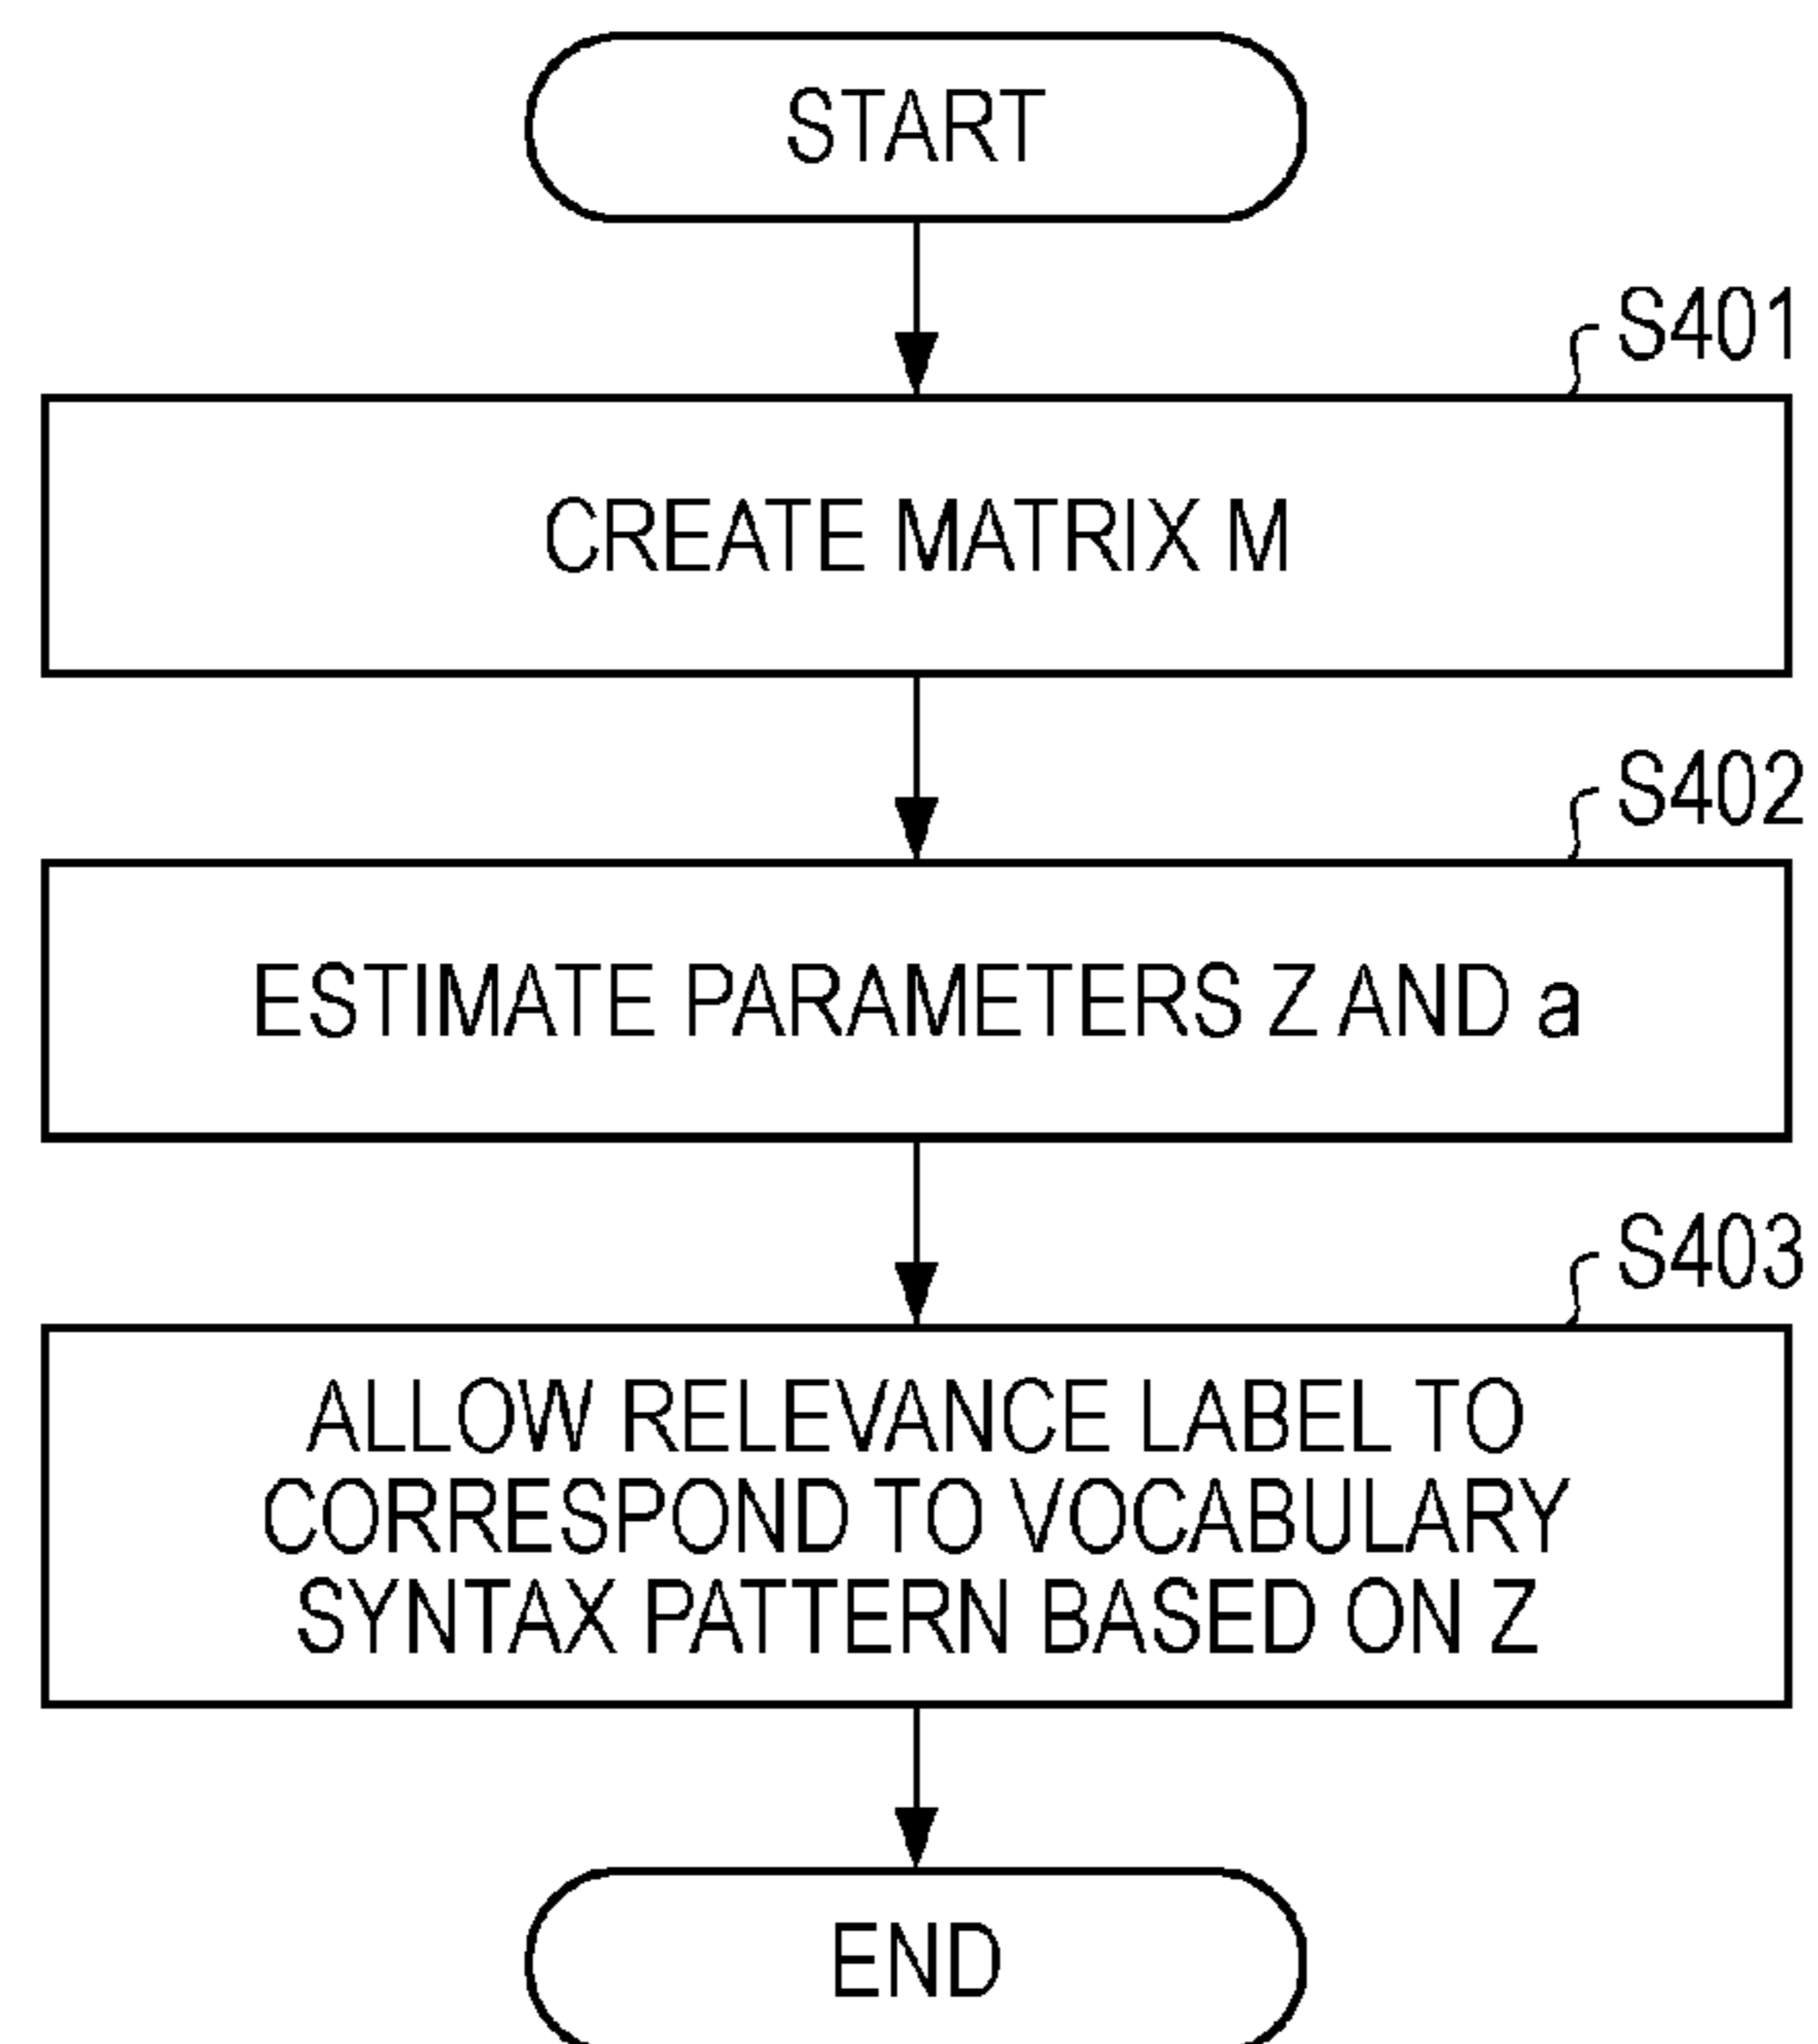 START
S401
CREATE MATRIX M
S402
ESTIMATE PARAMETERS Z AND a
S403
ALLOW RELEVANCE LABEL TO
CORRESPOND TO VOCABULARY
SYNTAX PATTERN BASED ON Z
END